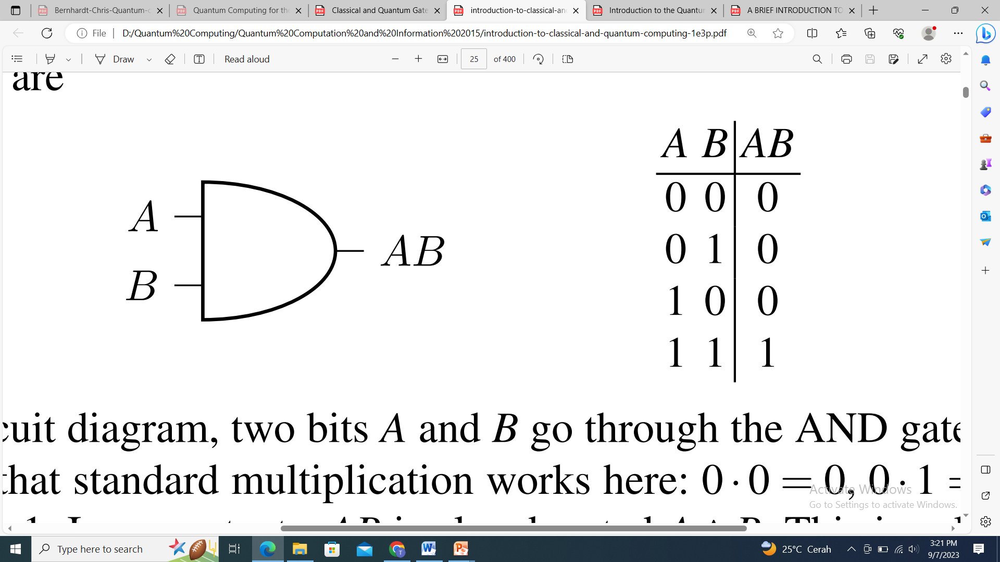 Bernhardt-Chris-Quantum-c
Quantum Computing for the
Classical and Quantum Gate
introduction-to-classical-an
Introduction to the Quantur
A BRIEF INTRODUCTION TO
File
D:/Quantum%20Computing/Quantum%20Computation%20and%20Information%202015/introduction-to-classical-and-quantum-computing-1e3p.pdf
Draw
Read aloud
25
of 400
are
A B AB
0 0 0
0 1 0
1 0 0
1 1 1
A
B
AB
cuit diagram, two bits A and B go through the AND gate
that standard multiplication works here: 0 · 0 = 0, 0 · 1 =
Activate Windows
Go to Settings to activate Windows.
Type here to search
25°C Cerah
3:21 PM
9/7/2023